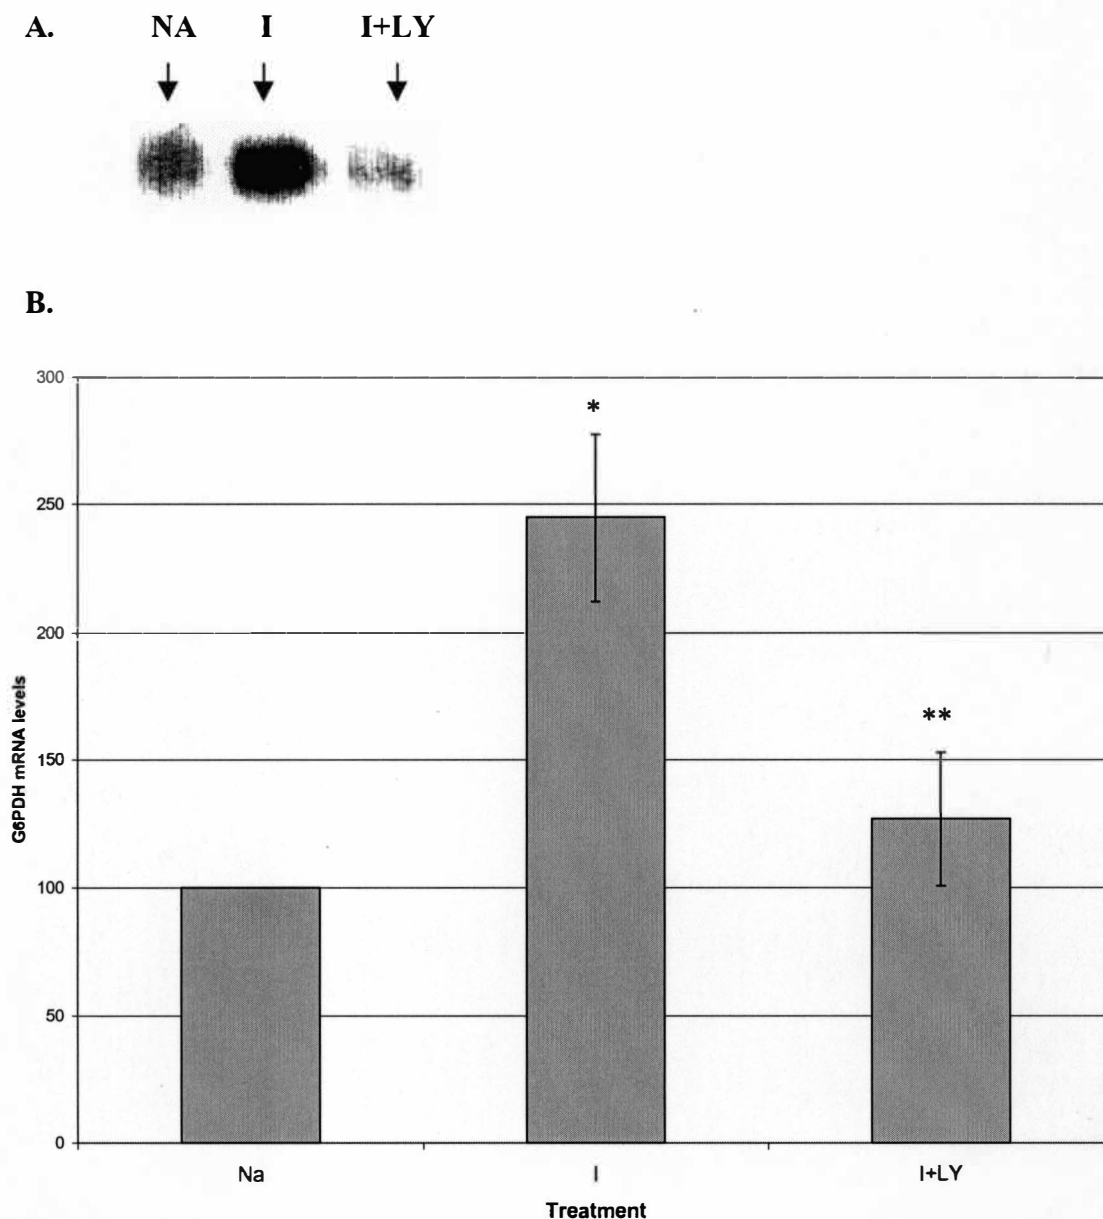 A. NA I I+LY
B.
300
*
250
200
**
150
100
50
0
G6PDH mRNA levels
Na I I+LY
Treatment